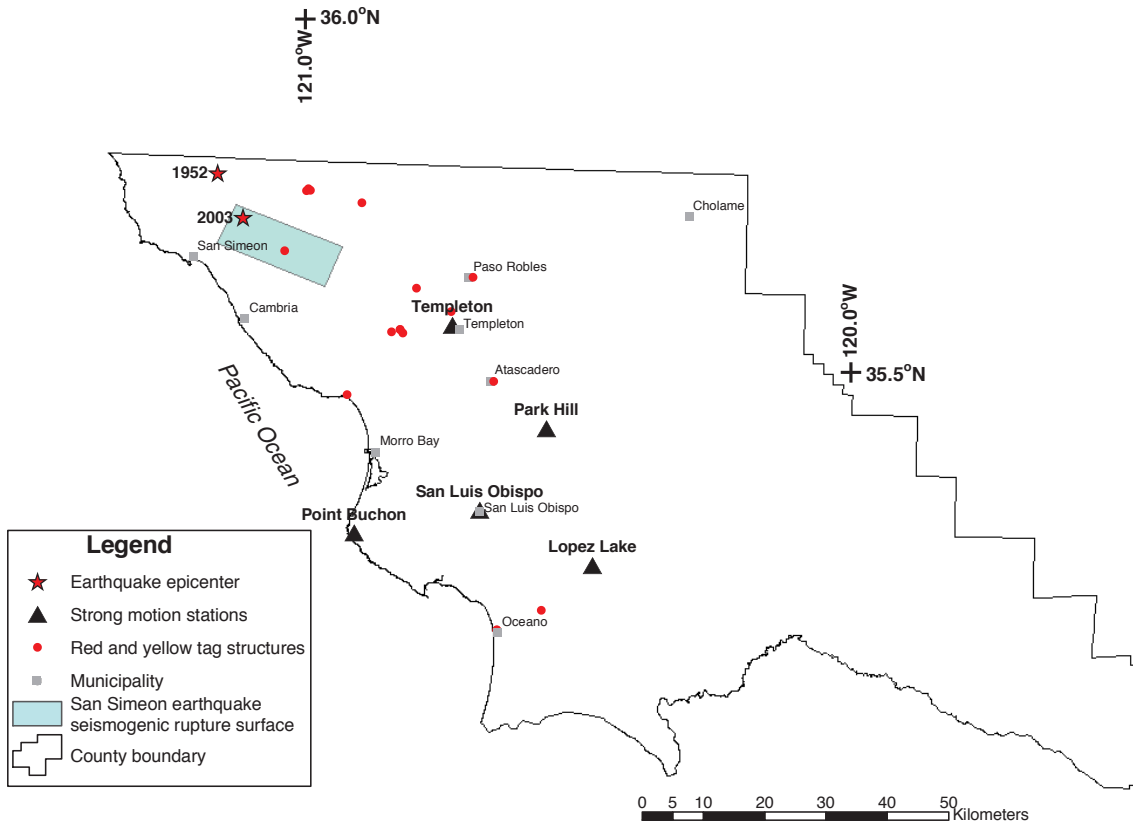 36.0°N
121.0°W
1952
2003
San Simeon
Cholame
Paso Robles
Templeton
Templeton
Cambria
120.0°W
35.5°N
Atascadero
Park Hill
Pacific Ocean
Morro Bay
San Luis Obispo
San Luis Obispo
Point Buchon
Lopez Lake
Oceano
Legend
Earthquake epicenter
Strong motion stations
Red and yellow tag structures
Municipality
San Simeon earthquake
seismogenic rupture surface
County boundary
0 5 10 20 30 40 50
Kilometers